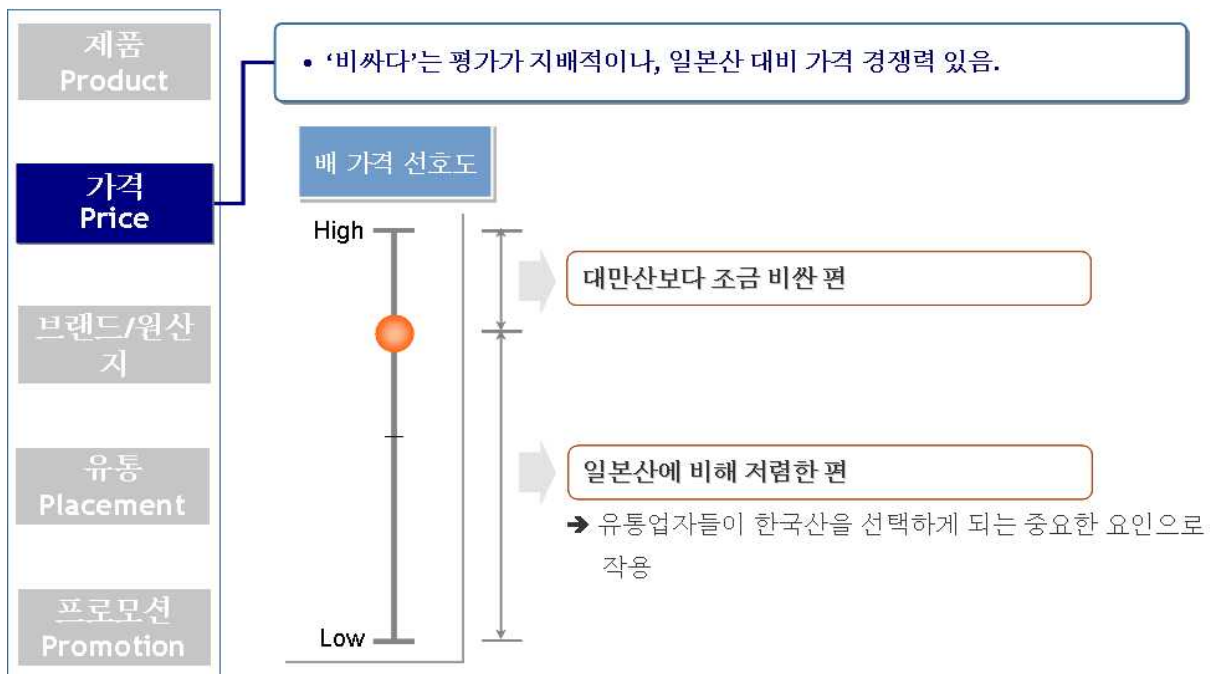 제품
Product
가격
Price
브랜드/원산
지
유통
Placement
프로모션
Promotion
• ‘비싸다’는 평가가 지배적이나, 일본산 대비 가격 경쟁력 있음.
배 가격 선호도
High
대만산보다 조금 비싼 편
일본산에 비해 저렴한 편
➔ 유통업자들이 한국산을 선택하게 되는 중요한 요인으로
작용
Low